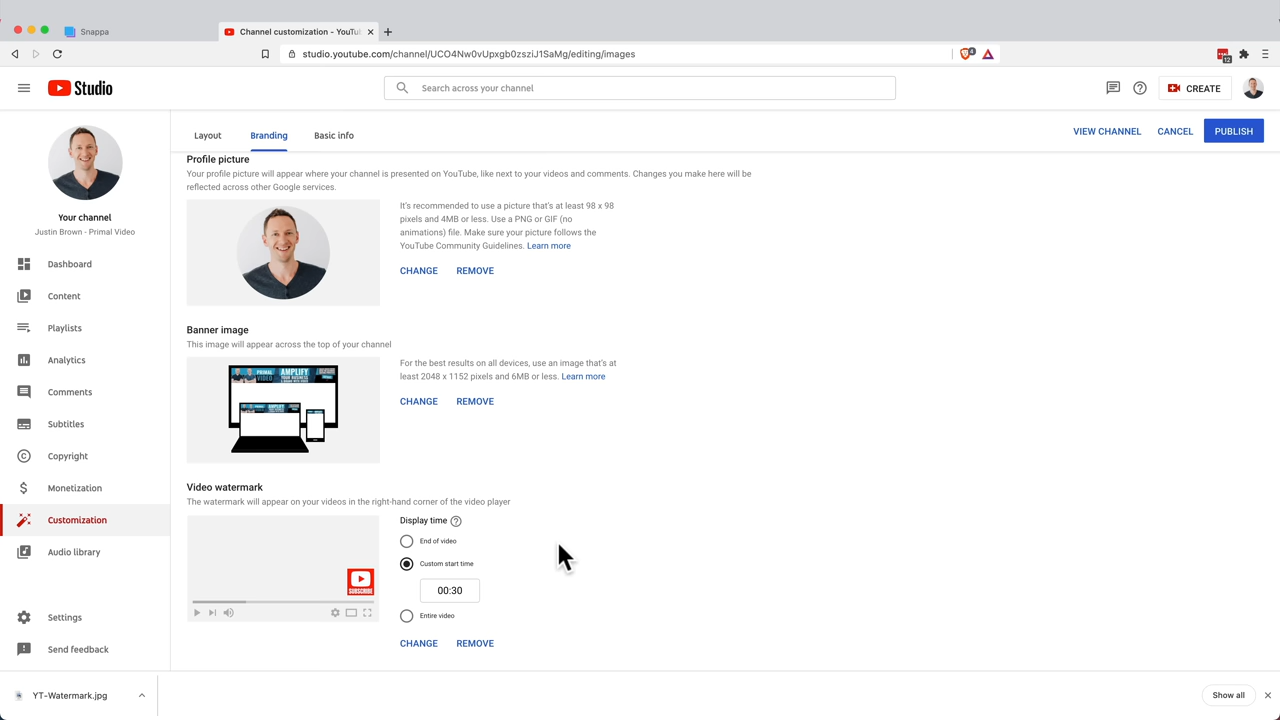 Snappa
Channel customization - YouTu
studio.youtube.com/channel/UCO4Nw0vUpxgb0zsziJ1SaMg/editing/images
4
12
Studio
Search across your channel
CREATE
Layout
Branding
Basic info
VIEW CHANNEL
CANCEL
PUBLISH
Your channel
Justin Brown - Primal Video
Dashboard
Content
Playlists
Analytics
Comments
Subtitles
Copyright
Monetization
Customization
Audio library
Settings
Send feedback
Profile picture
Your profile picture will appear where your channel is presented on YouTube, like next to your videos and comments. Changes you make here will be
reflected across other Google services.
It's recommended to use a picture that's at least 98 x 98
pixels and 4MB or less. Use a PNG or GIF (no
animations) file. Make sure your picture follows the
YouTube Community Guidelines. Learn more
CHANGE
REMOVE
Banner image
This image will appear across the top of your channel
PRIMAL
VIDEO
AMPLIFY
YOUR BUSINESS
For the best results on all devices, use an image that's at
least 2048 x 1152 pixels and 6MB or less. Learn more
CHANGE
REMOVE
Video watermark
The watermark will appear on your videos in the right-hand corner of the video player
SUBSCRIBE
Display time
End of video
Custom start time
00:30
Entire video
CHANGE
REMOVE
YT-Watermark.jpg
Show all